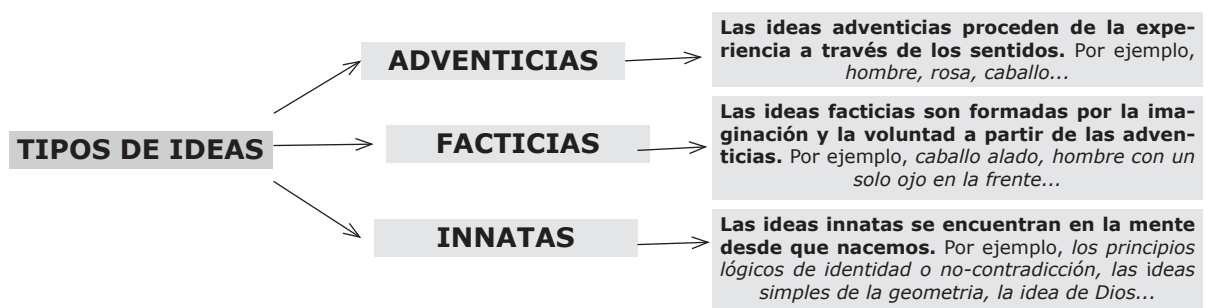 TIPOS DE IDEAS
ADVENTICIAS
Las ideas adventicias proceden de la expe-
riencia a través de los sentidos. Por ejemplo,
hombre, rosa, caballo...
FACTICIAS
Las ideas facticias son formadas por la ima-
ginación y la voluntad a partir de las adven-
ticias. Por ejemplo, caballo alado, hombre con un
solo ojo en la frente...
INNATAS
Las ideas innatas se encuentran en la mente
desde que nacemos. Por ejemplo, los principios
lógicos de identidad o no-contradicción, las ideas
simples de la geometria, la idea de Dios...